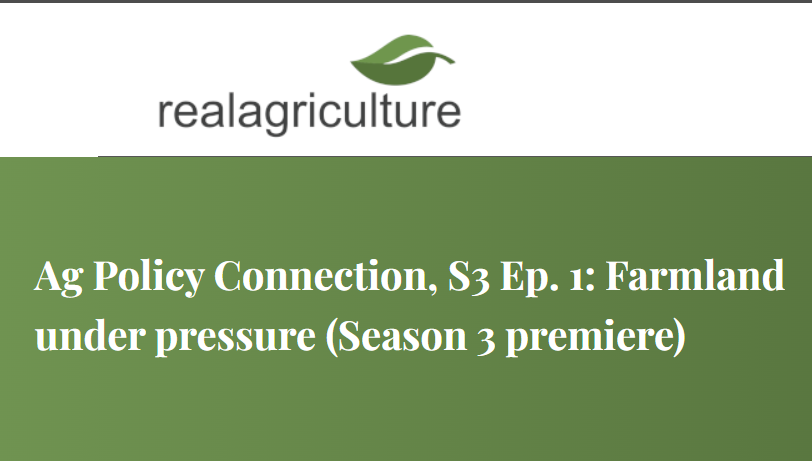 realagriculture
Ag Policy Connection, S3 Ep. 1: Farmland
under pressure (Season 3 premiere)